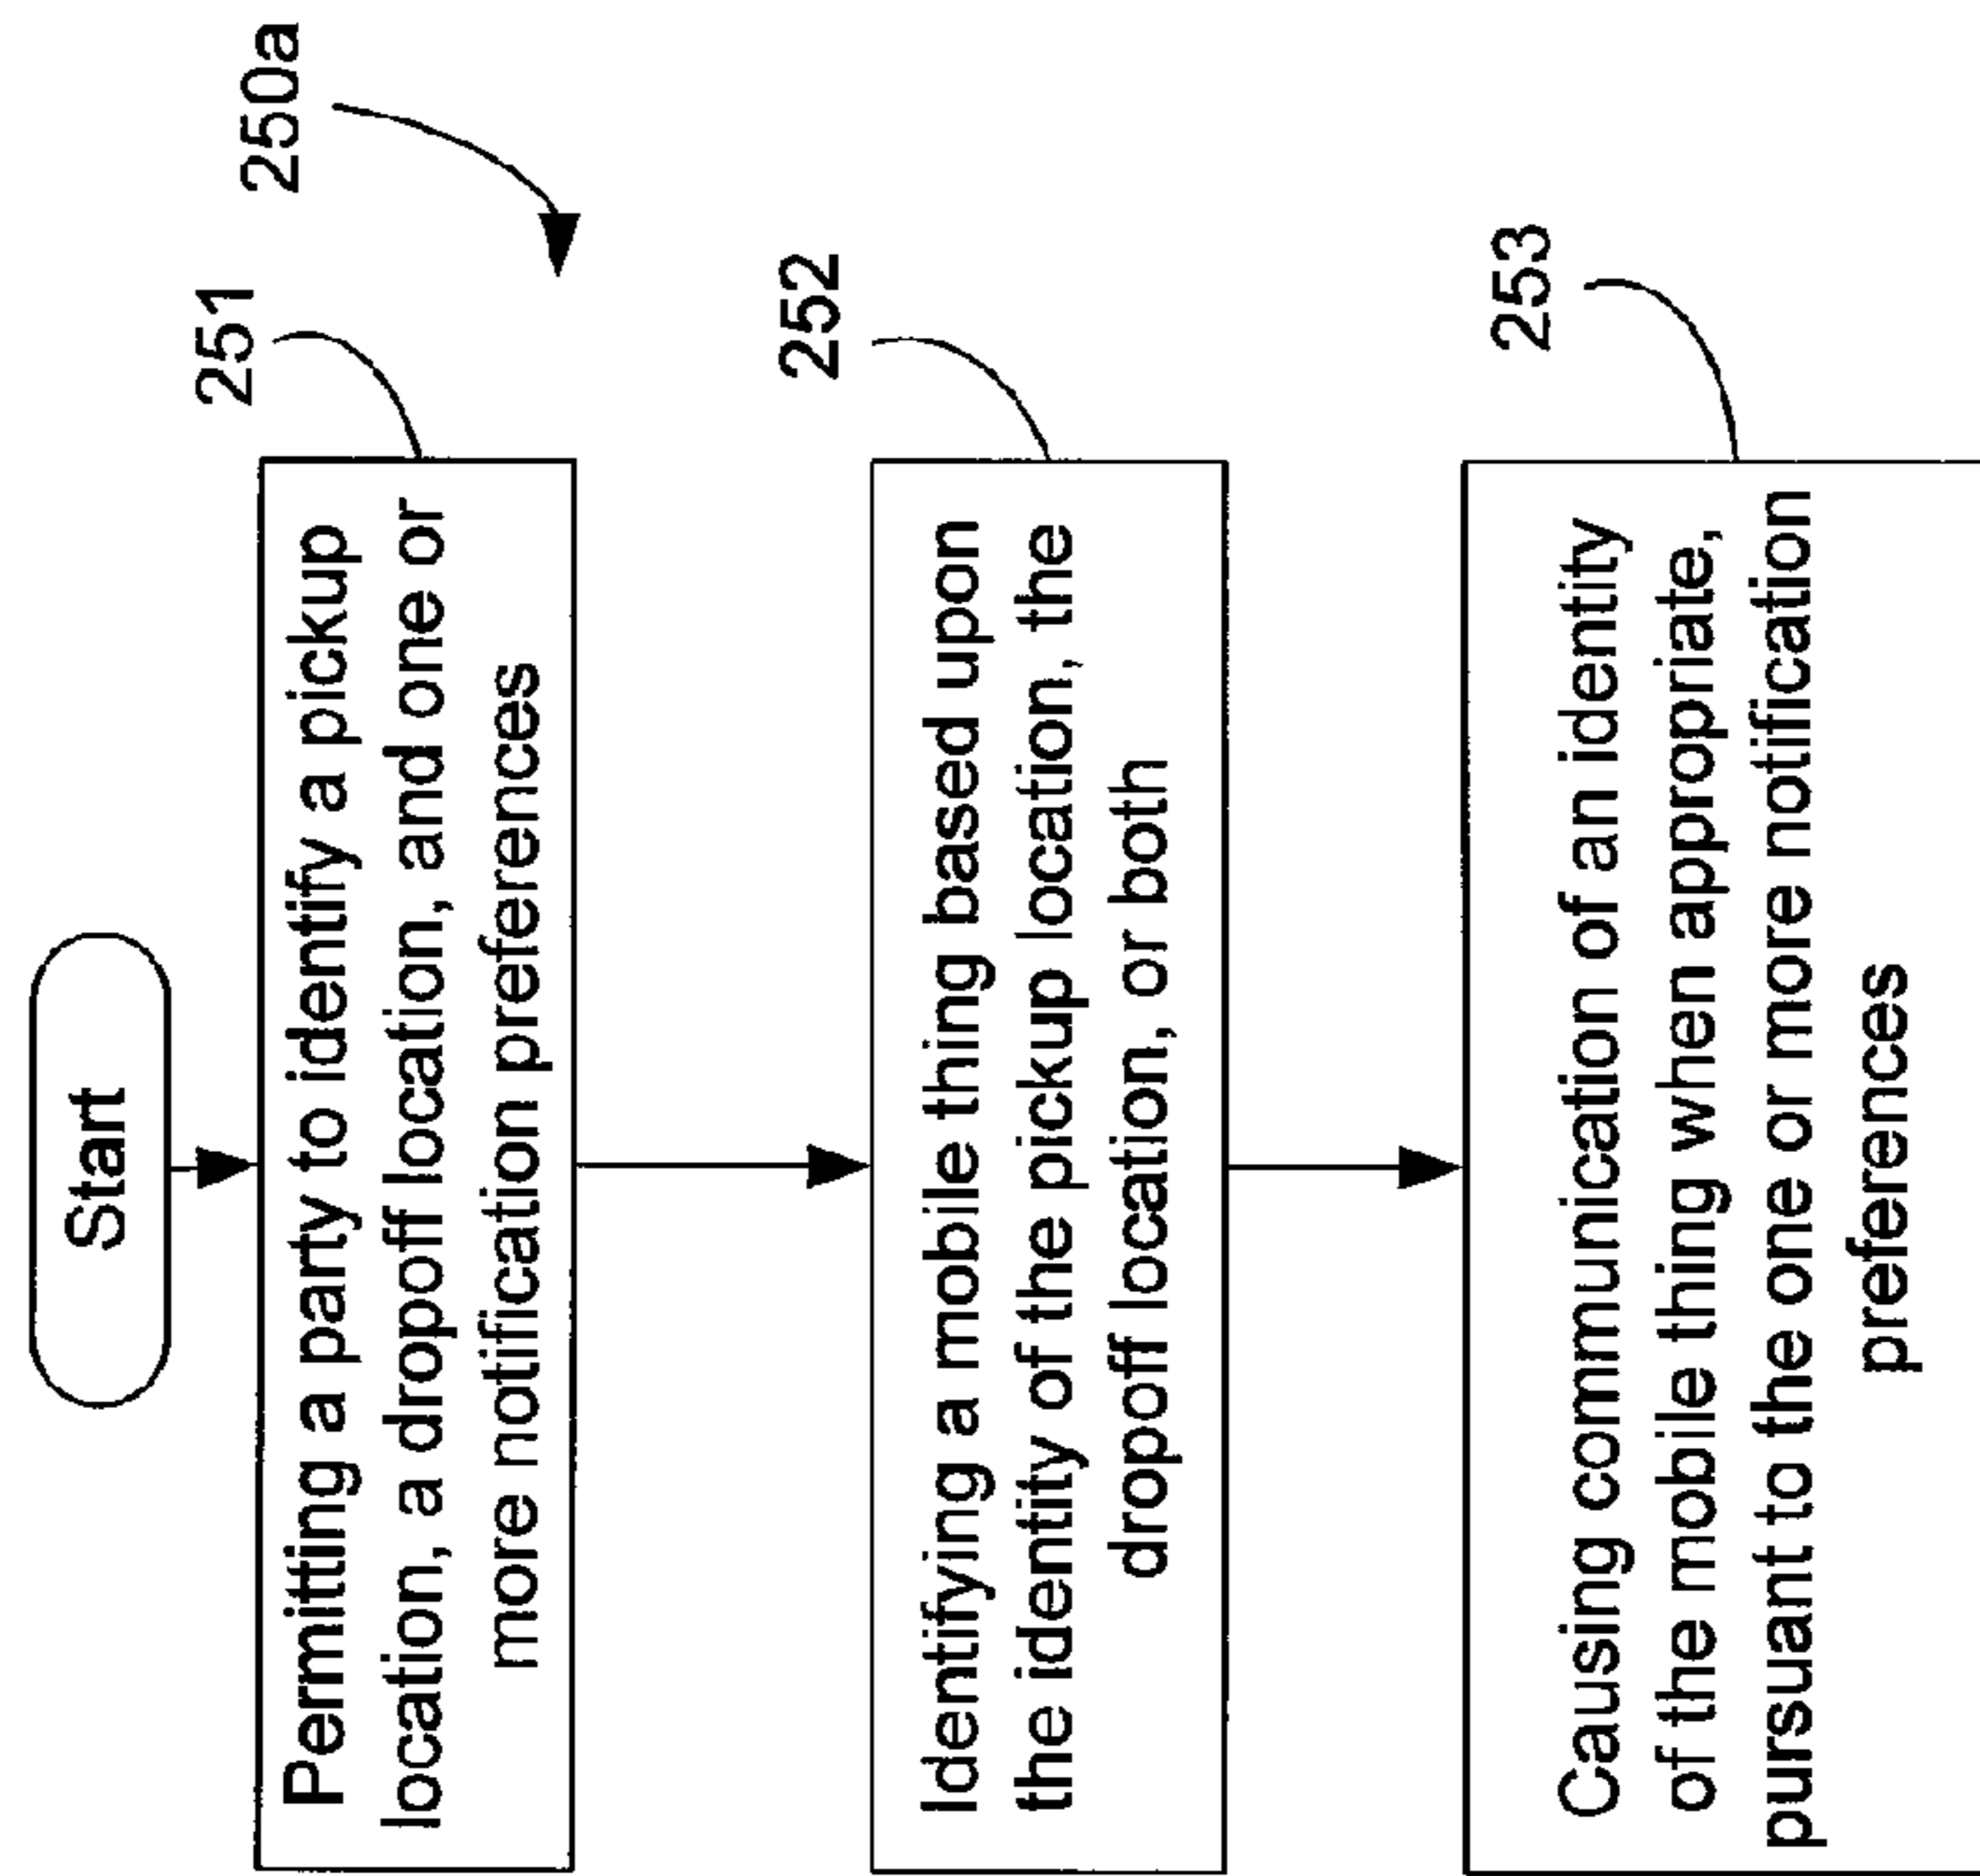 Start
250a
251
Permitting a party to identify a pickup
location, a dropoff location, and one or
more notification preferences
252
Identifying a mobile thing based upon
the identity of the pickup location, the
dropoff location, or both
253
Causing communication of an identity
of the mobile thing when appropriate,
pursuant to the one or more notification
preferences